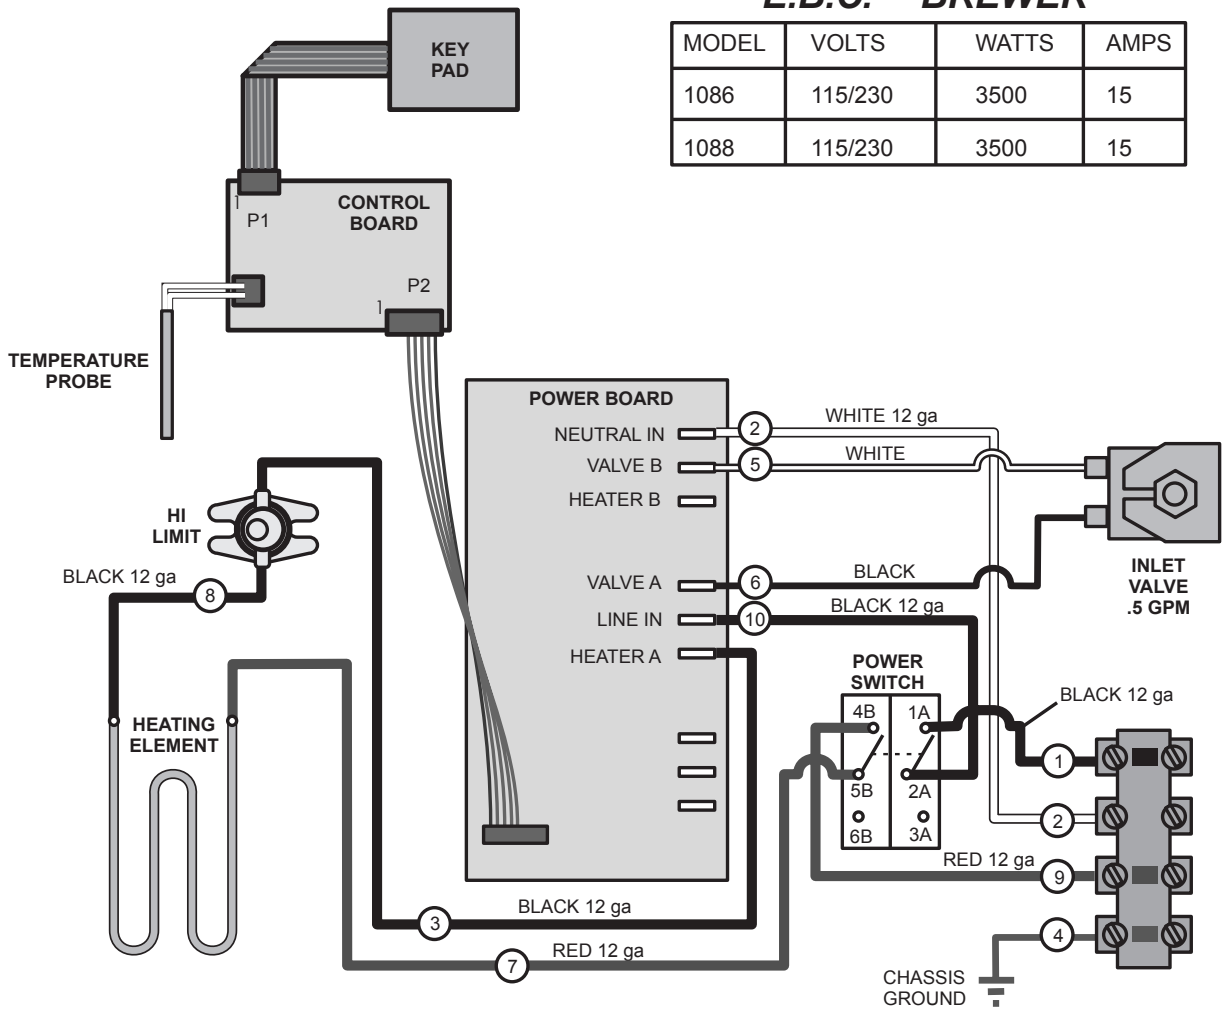 E.B.C. BREWER
MODEL VOLTS WATTS AMPS
1086 115/230 3500 15
1088 115/230 3500 15
KEY
PAD
1
P1
CONTROL
BOARD
P2
1
TEMPERATURE
PROBE
POWER BOARD
NEUTRAL IN
VALVE B
HEATER B
VALVE A
LINE IN
HEATER A
2
WHITE 12 ga
5
WHITE
6
BLACK
10
BLACK 12 ga
INLET
VALVE
.5 GPM
HI
LIMIT
BLACK 12 ga
8
HEATING
ELEMENT
POWER
SWITCH
4B 1A
5B 2A
6B 3A
BLACK 12 ga
1
2
RED 12 ga
9
4
BLACK 12 ga
3
RED 12 ga
7
CHASSIS
GROUND